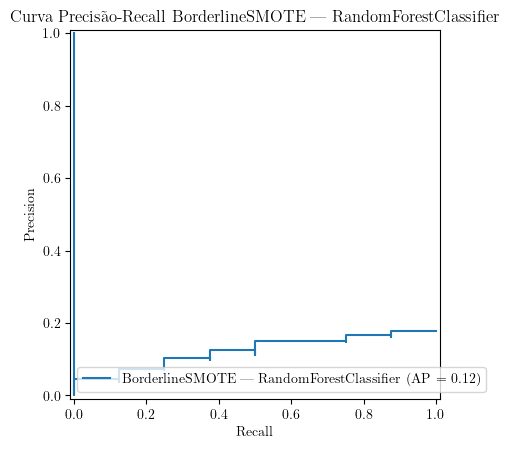 Curva Precisão-Recall BorderlineSMOTE — RandomForestClassifier
1.0
0.8
0.6
0.4
0.2
0.0
Precision
BorderlineSMOTE — RandomForestClassifier (AP = 0.12)
0.0 0.2 0.4 0.6 0.8 1.0
Recall